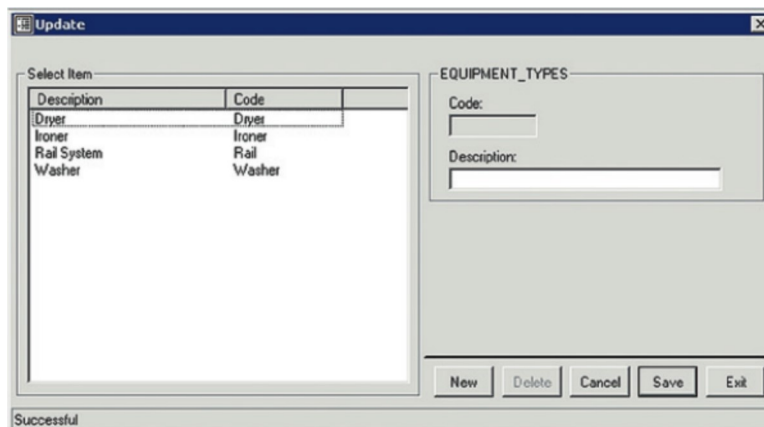 Update
Select Item
Description Code
Dryer Dryer
Ironer Ironer
Rail System Rail
Washer Washer
EQUIPMENT_TYPES
Code:
Description:
New Delete Cancel Save Exit
Successful